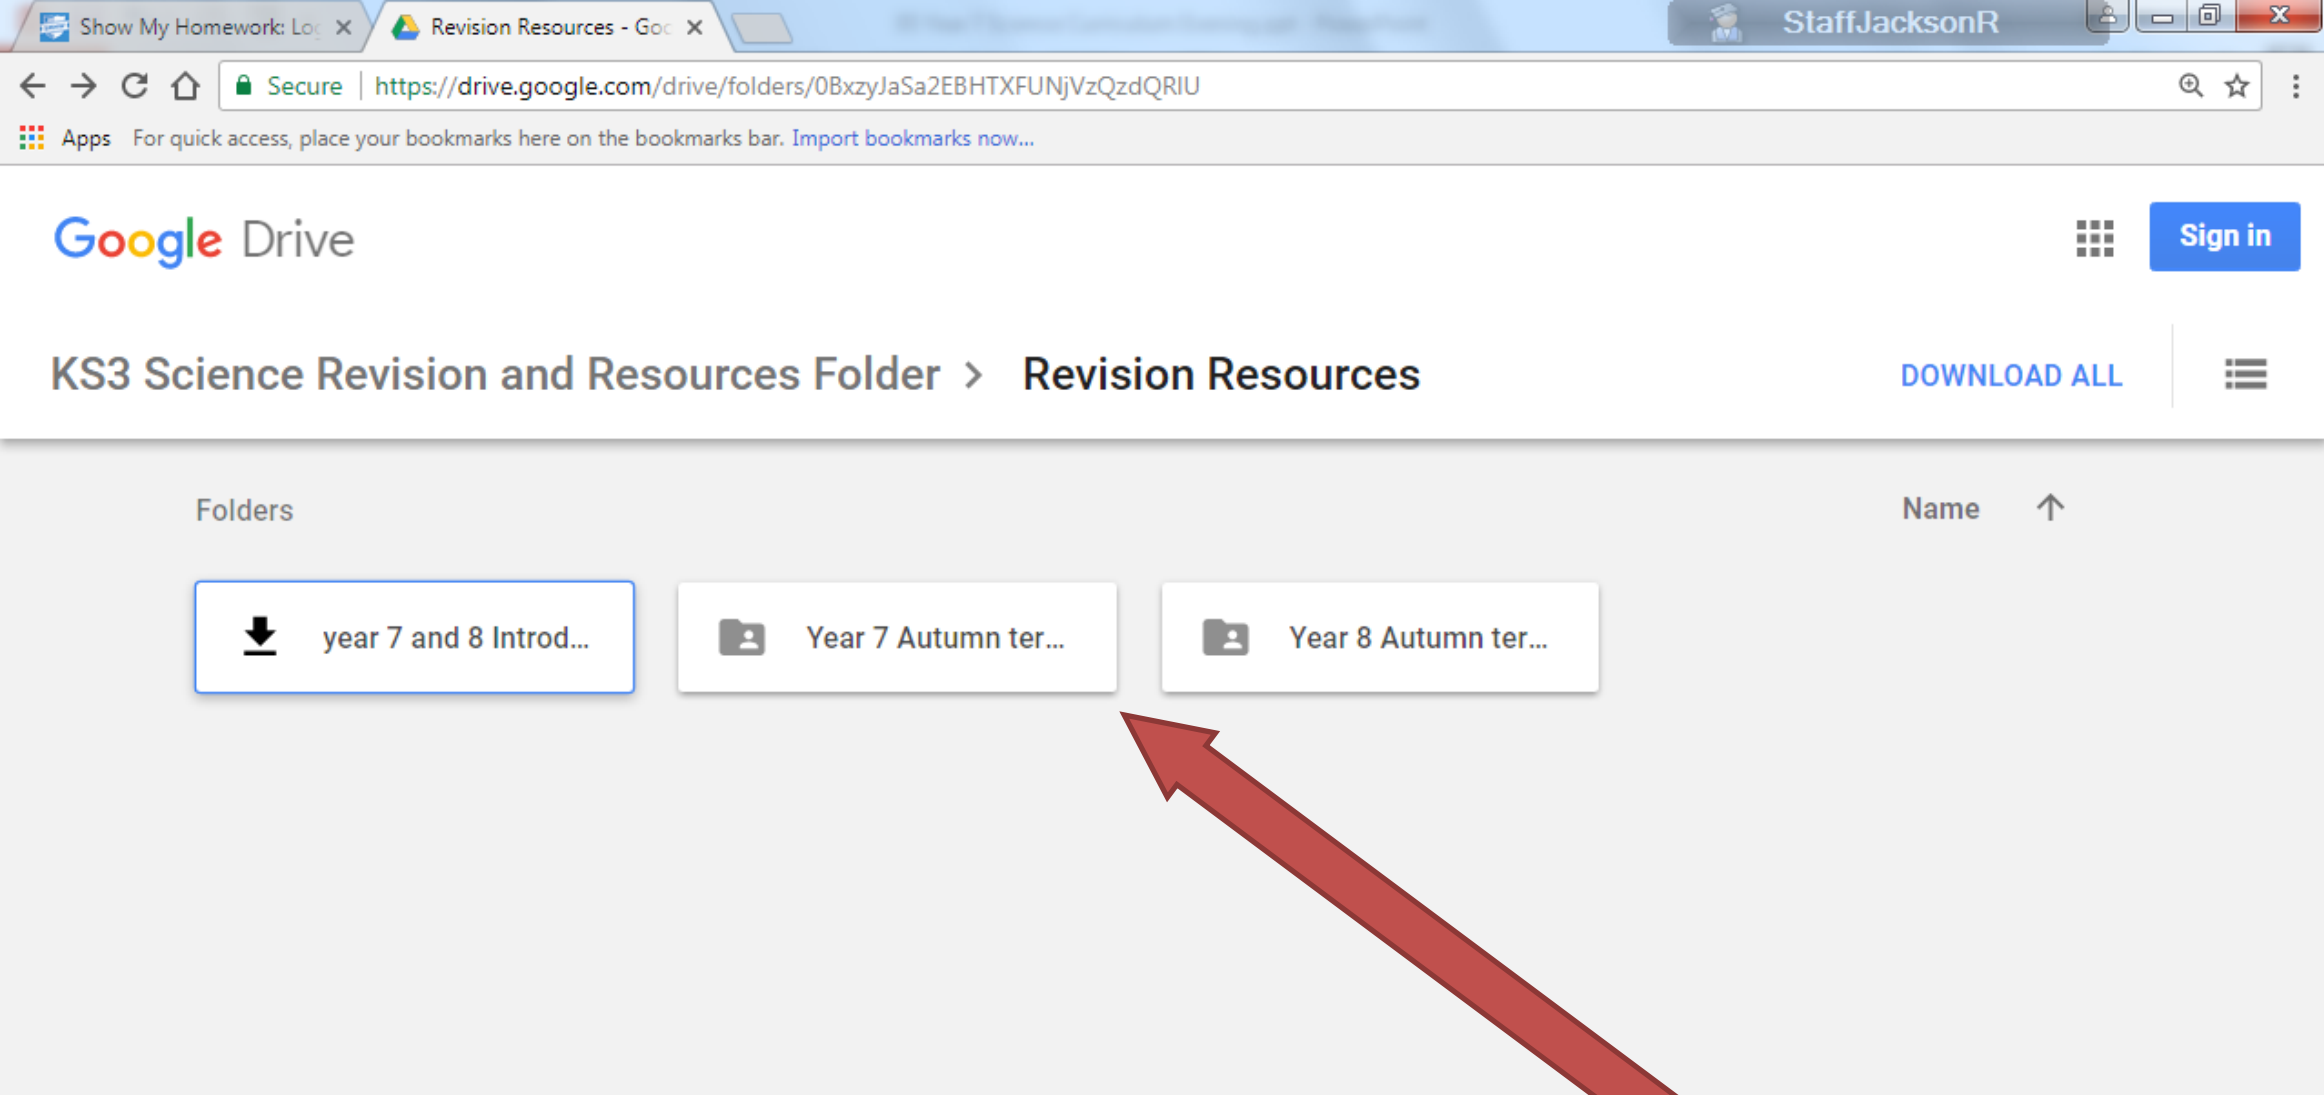 Show My Homework: Log
Revision Resources - Goo
StaffJacksonR
Secure
https://drive.google.com/drive/folders/0BxzyJaSa2EBHTXFUNjVzQzdQRlU
Apps For quick access, place your bookmarks here on the bookmarks bar. Import bookmarks now...
Google Drive
Sign in
KS3 Science Revision and Resources Folder > Revision Resources
DOWNLOAD ALL
Folders
Name
year 7 and 8 Introd...
Year 7 Autumn ter...
Year 8 Autumn ter...